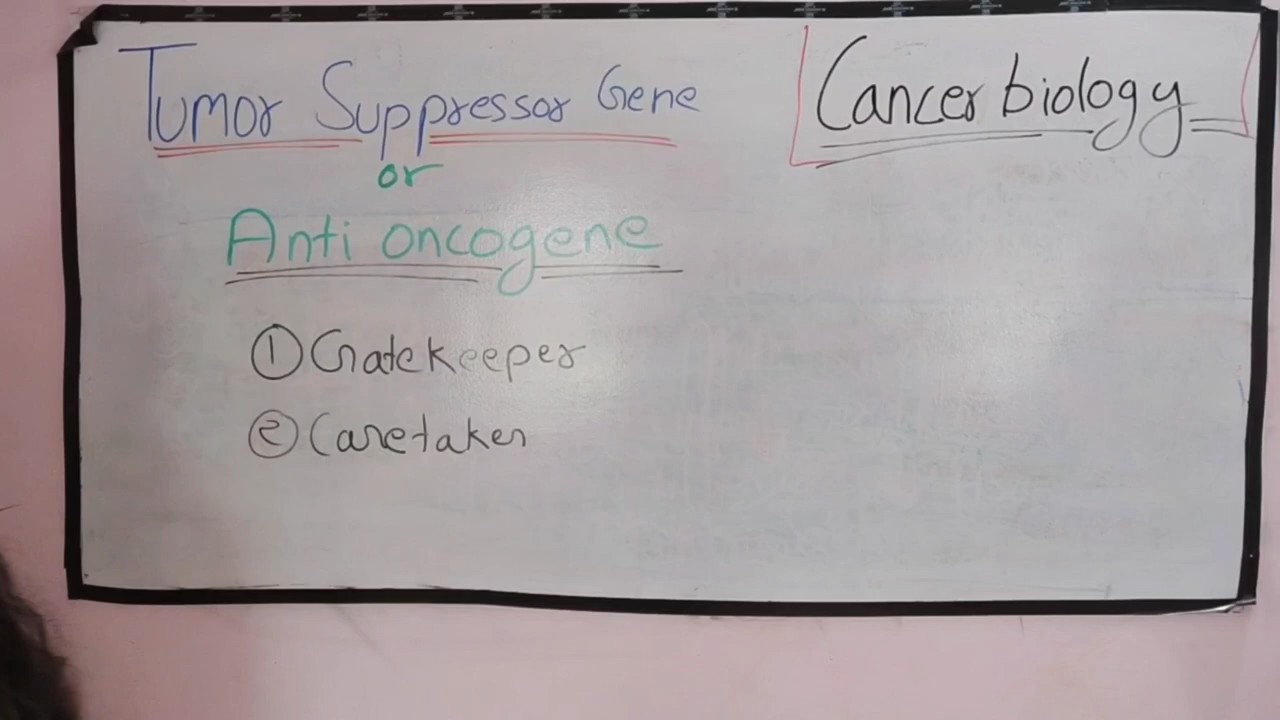 Tumor Suppressor Gene
or
Anti oncogene
① Gatekeeper
② Caretaker
Cancer biology